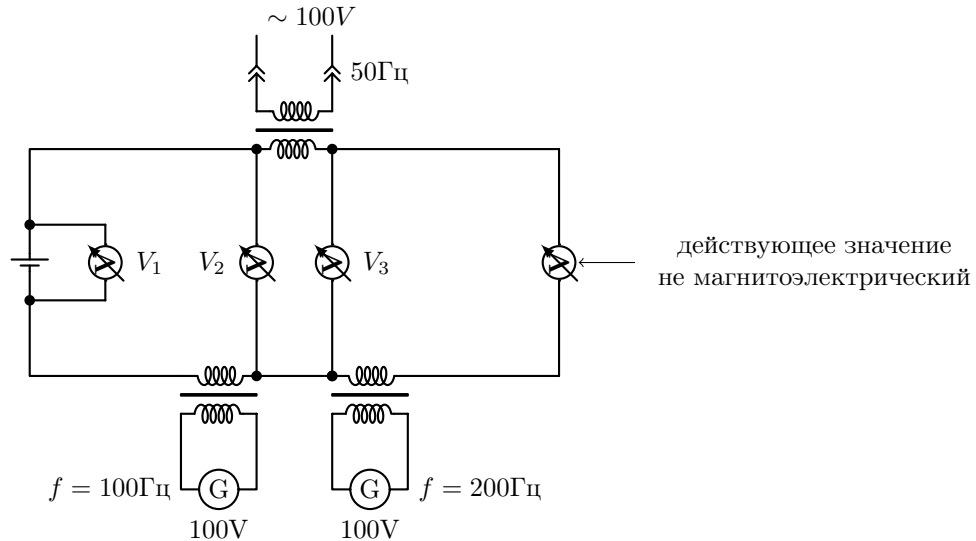 ∼ 100V
50Гц
V₁
V₂
V₃
V
V
V
V
действующее значение
не магнитоэлектрический
f = 100Гц
G
G
f = 200Гц
100V
100V